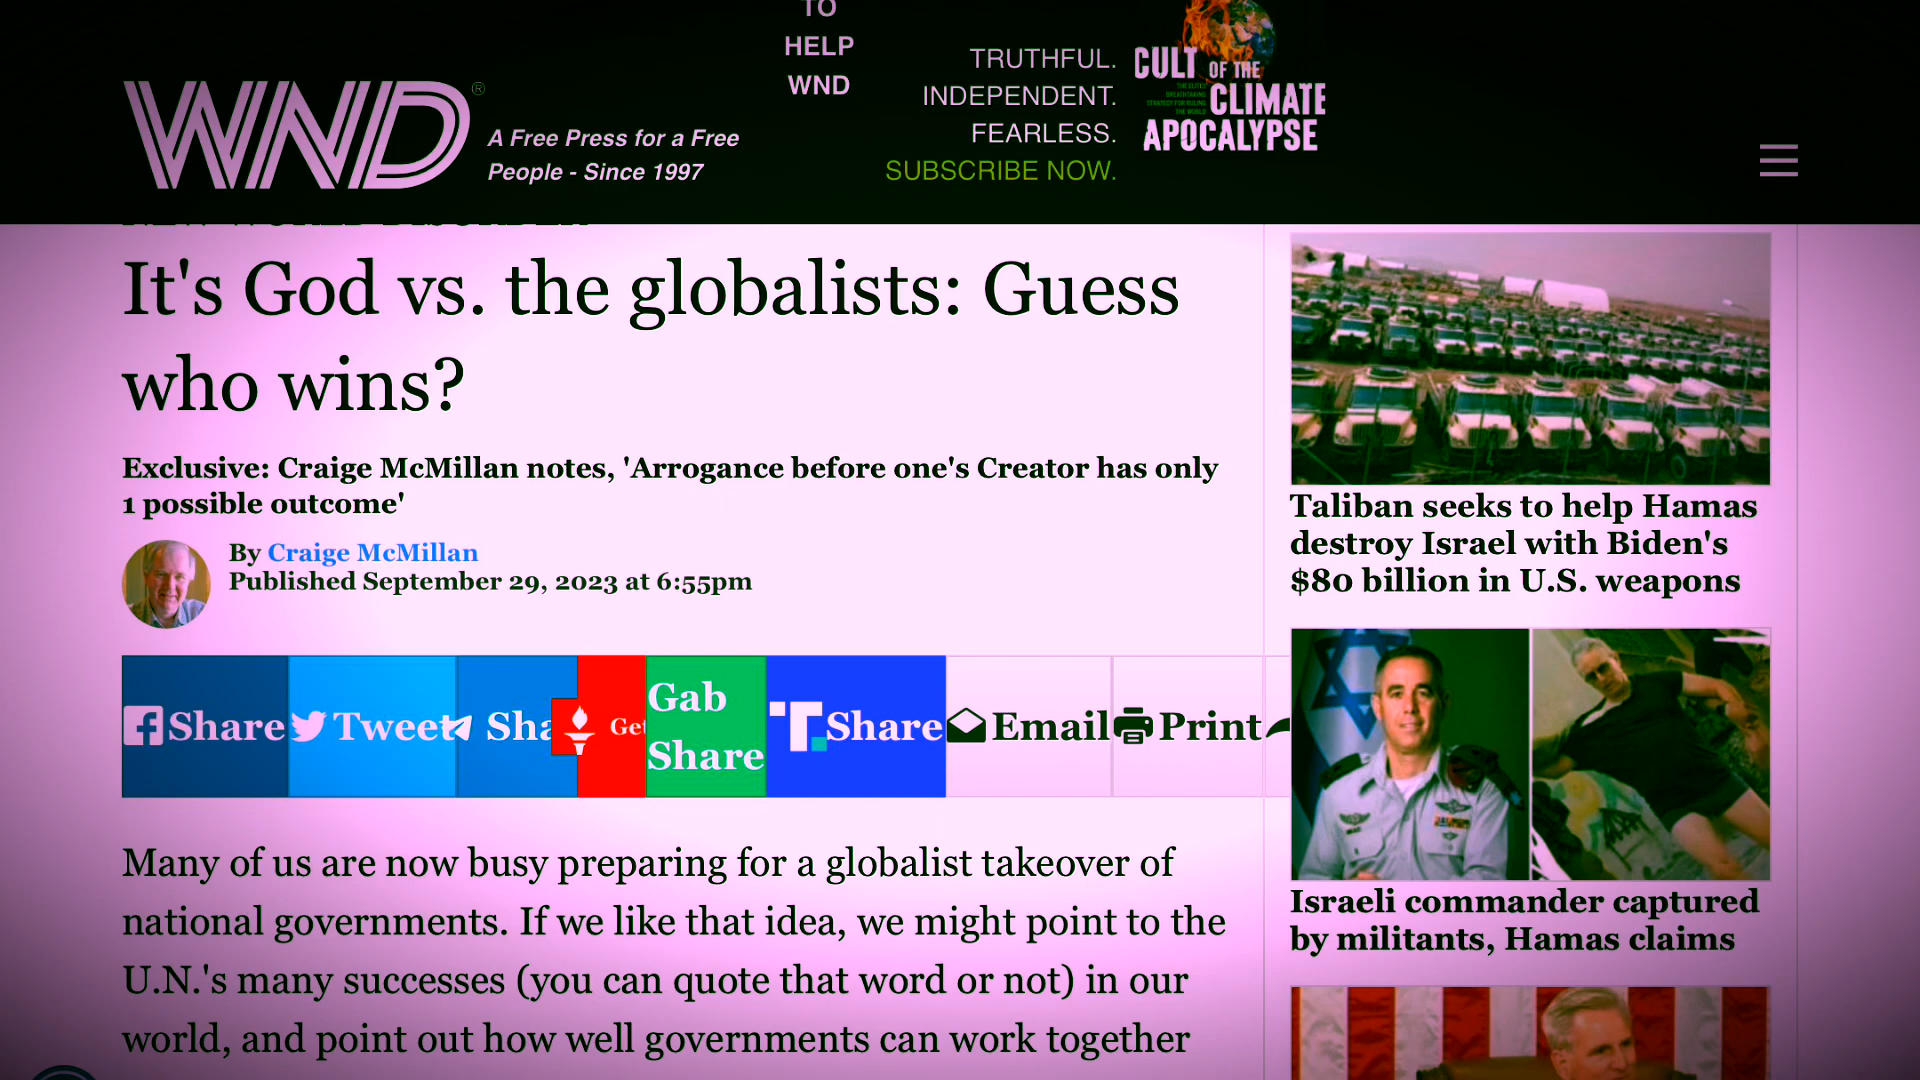 TO
HELP
WND
TRUTHFUL.
INDEPENDENT.
FEARLESS.
SUBSCRIBE NOW.
CULT OF THE
CLIMATE
APOCALYPSE
WND®
A Free Press for a Free
People - Since 1997
It's God vs. the globalists: Guess
who wins?
Exclusive: Craige McMillan notes, 'Arrogance before one's Creator has only
1 possible outcome'
By Craige McMillan
Published September 29, 2023 at 6:55pm
Share
Tweet
Sha
Get
Gab
Share
Share
Email
Print
Many of us are now busy preparing for a globalist takeover of
national governments. If we like that idea, we might point to the
U.N.'s many successes (you can quote that word or not) in our
world, and point out how well governments can work together
Taliban seeks to help Hamas
destroy Israel with Biden's
$80 billion in U.S. weapons
Israeli commander captured
by militants, Hamas claims